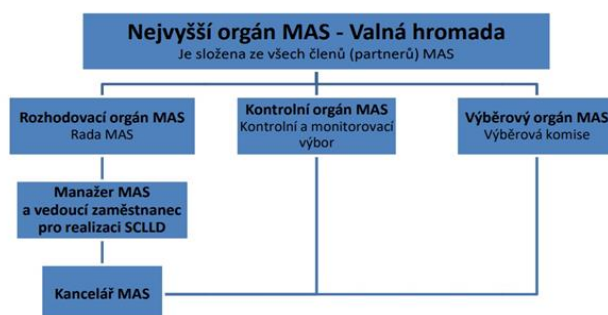 Nejvyšší orgán MAS - Valná hromada
Je složena ze všech členů (partnerů) MAS
Rozhodovací orgán MAS
Rada MAS
Kontrolní orgán MAS
Kontrolní a monitorovací
výbor
Výběrový orgán MAS
Výběrová komise
Manažer MAS
a vedoucí zaměstnanec
pro realizaci SCLLD
Kancelář MAS